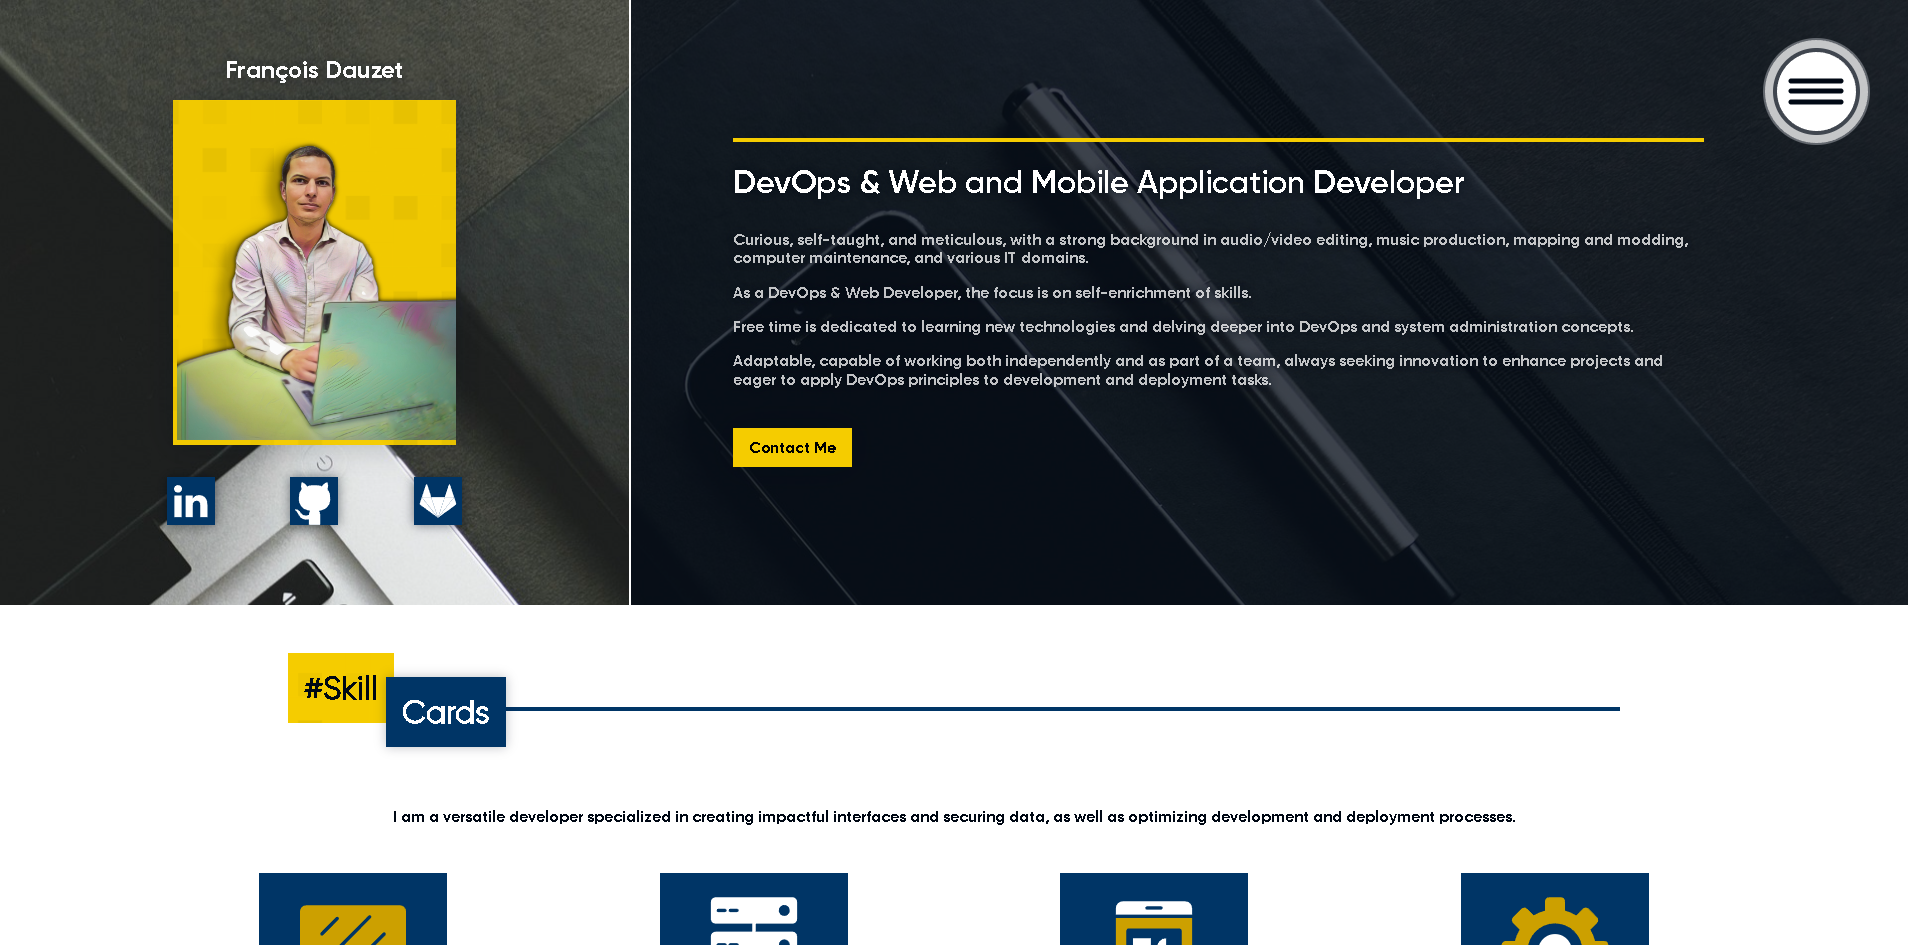 François Dauzet
in
DevOps & Web and Mobile Application Developer
Curious, self-taught, and meticulous, with a strong background in audio/video editing, music production, mapping and modding,
computer maintenance, and various IT domains.
As a DevOps & Web Developer, the focus is on self-enrichment of skills.
Free time is dedicated to learning new technologies and delving deeper into DevOps and system administration concepts.
Adaptable, capable of working both independently and as part of a team, always seeking innovation to enhance projects and
eager to apply DevOps principles to development and deployment tasks.
Contact Me
#Skill
Cards
I am a versatile developer specialized in creating impactful interfaces and securing data, as well as optimizing development and deployment processes.